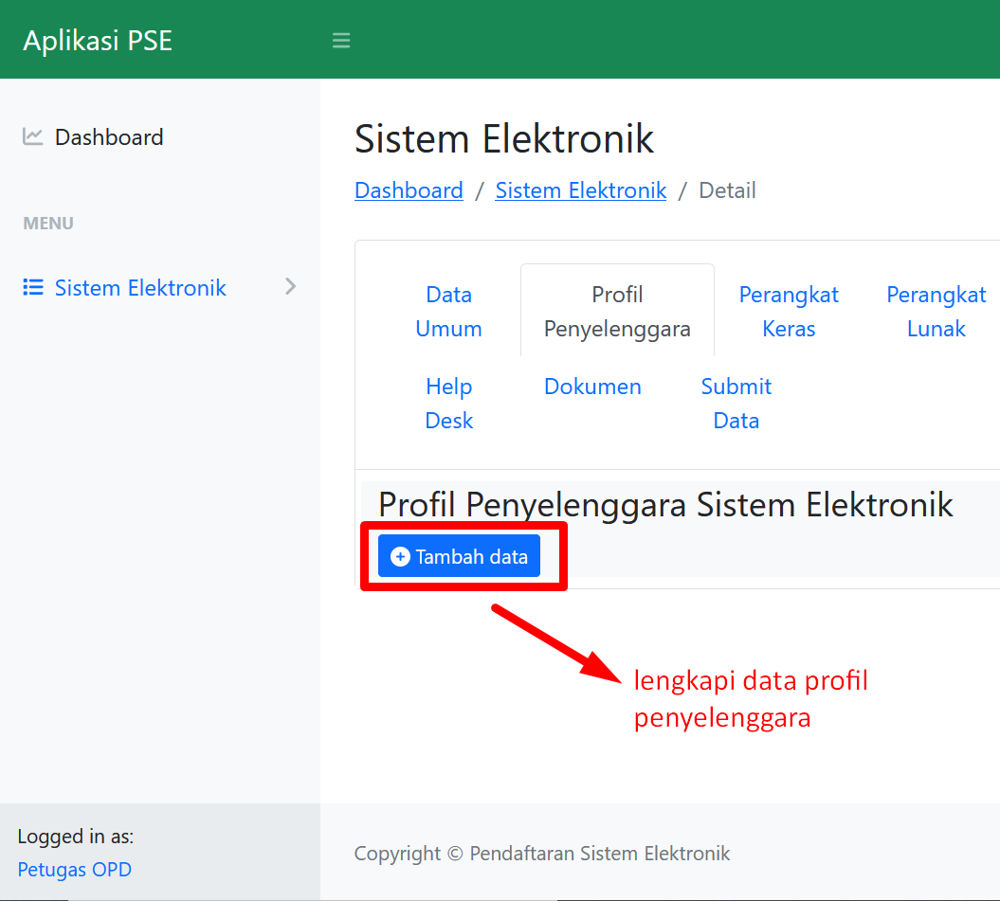 Aplikasi PSE
Dashboard
MENU
Sistem Elektronik
Sistem Elektronik
Dashboard / Sistem Elektronik / Detail
Data Umum
Profil Penyelenggara
Perangkat Keras
Perangkat Lunak
Help Desk
Dokumen
Submit Data
Profil Penyelenggara Sistem Elektronik
Tambah data
lengkapi data profil
penyelenggara
Logged in as:
Petugas OPD
Copyright © Pendaftaran Sistem Elektronik